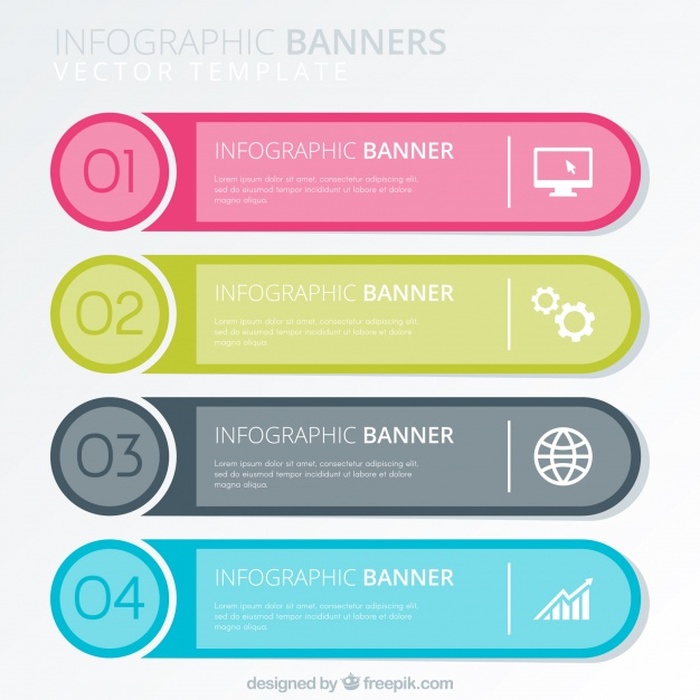 INFOGRAPHIC BANNERS
VECTOR TEMPLATE
01
INFOGRAPHIC BANNER
Lorem ipsum dolor sit amet, consectetur adipiscing elit,
sed do eiusmod tempor incididunt ut labore et dolore
magna aliqua.
02
INFOGRAPHIC BANNER
Lorem ipsum dolor sit amet, consectetur adipiscing elit,
sed do eiusmod tempor incididunt ut labore et dolore
magna aliqua.
03
INFOGRAPHIC BANNER
Lorem ipsum dolor sit amet, consectetur adipiscing elit,
sed do eiusmod tempor incididunt ut labore et dolore
magna aliqua.
04
INFOGRAPHIC BANNER
Lorem ipsum dolor sit amet, consectetur adipiscing elit,
sed do eiusmod tempor incididunt ut labore et dolore
magna aliqua.
designed by freepik.com